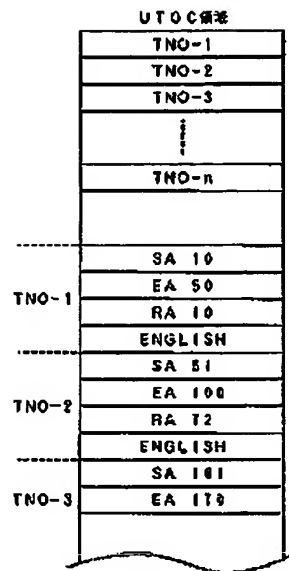 UTOC領域
TNO-1
TNO-2
TNO-3
TNO-n
TNO-1
SA 10
EA 50
RA 10
ENGLISH
TNO-2
SA 51
EA 100
RA 72
ENGLISH
TNO-3
SA 101
EA 170